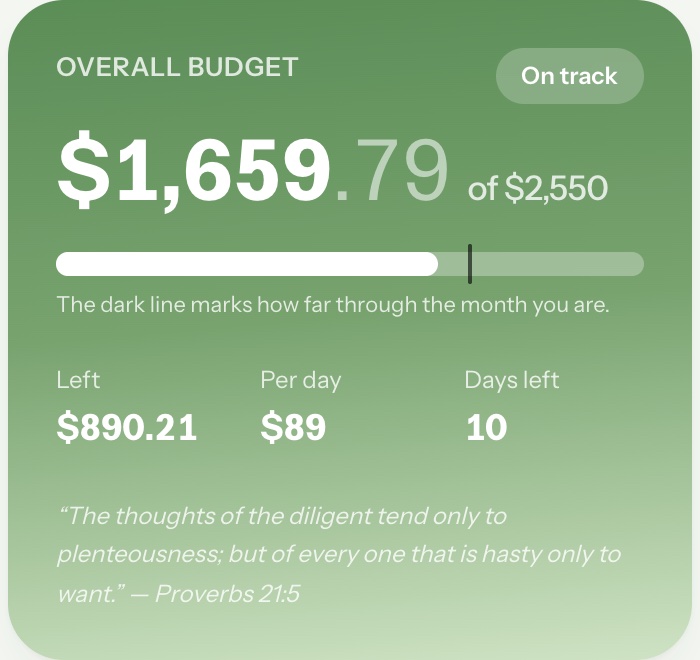 OVERALL BUDGET
On track
$1,659.79 of $2,550
The dark line marks how far through the month you are.
Left
Per day
Days left
$890.21
$89
10
“The thoughts of the diligent tend only to
plenteousness; but of every one that is hasty only to
want.” — Proverbs 21:5